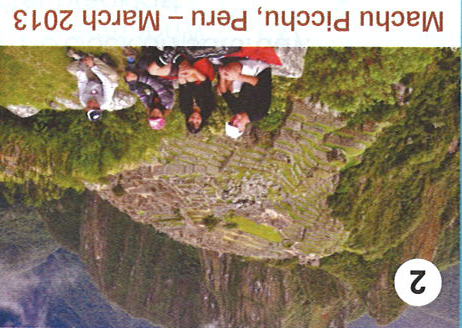 2
Machu Picchu, Peru – March 2013